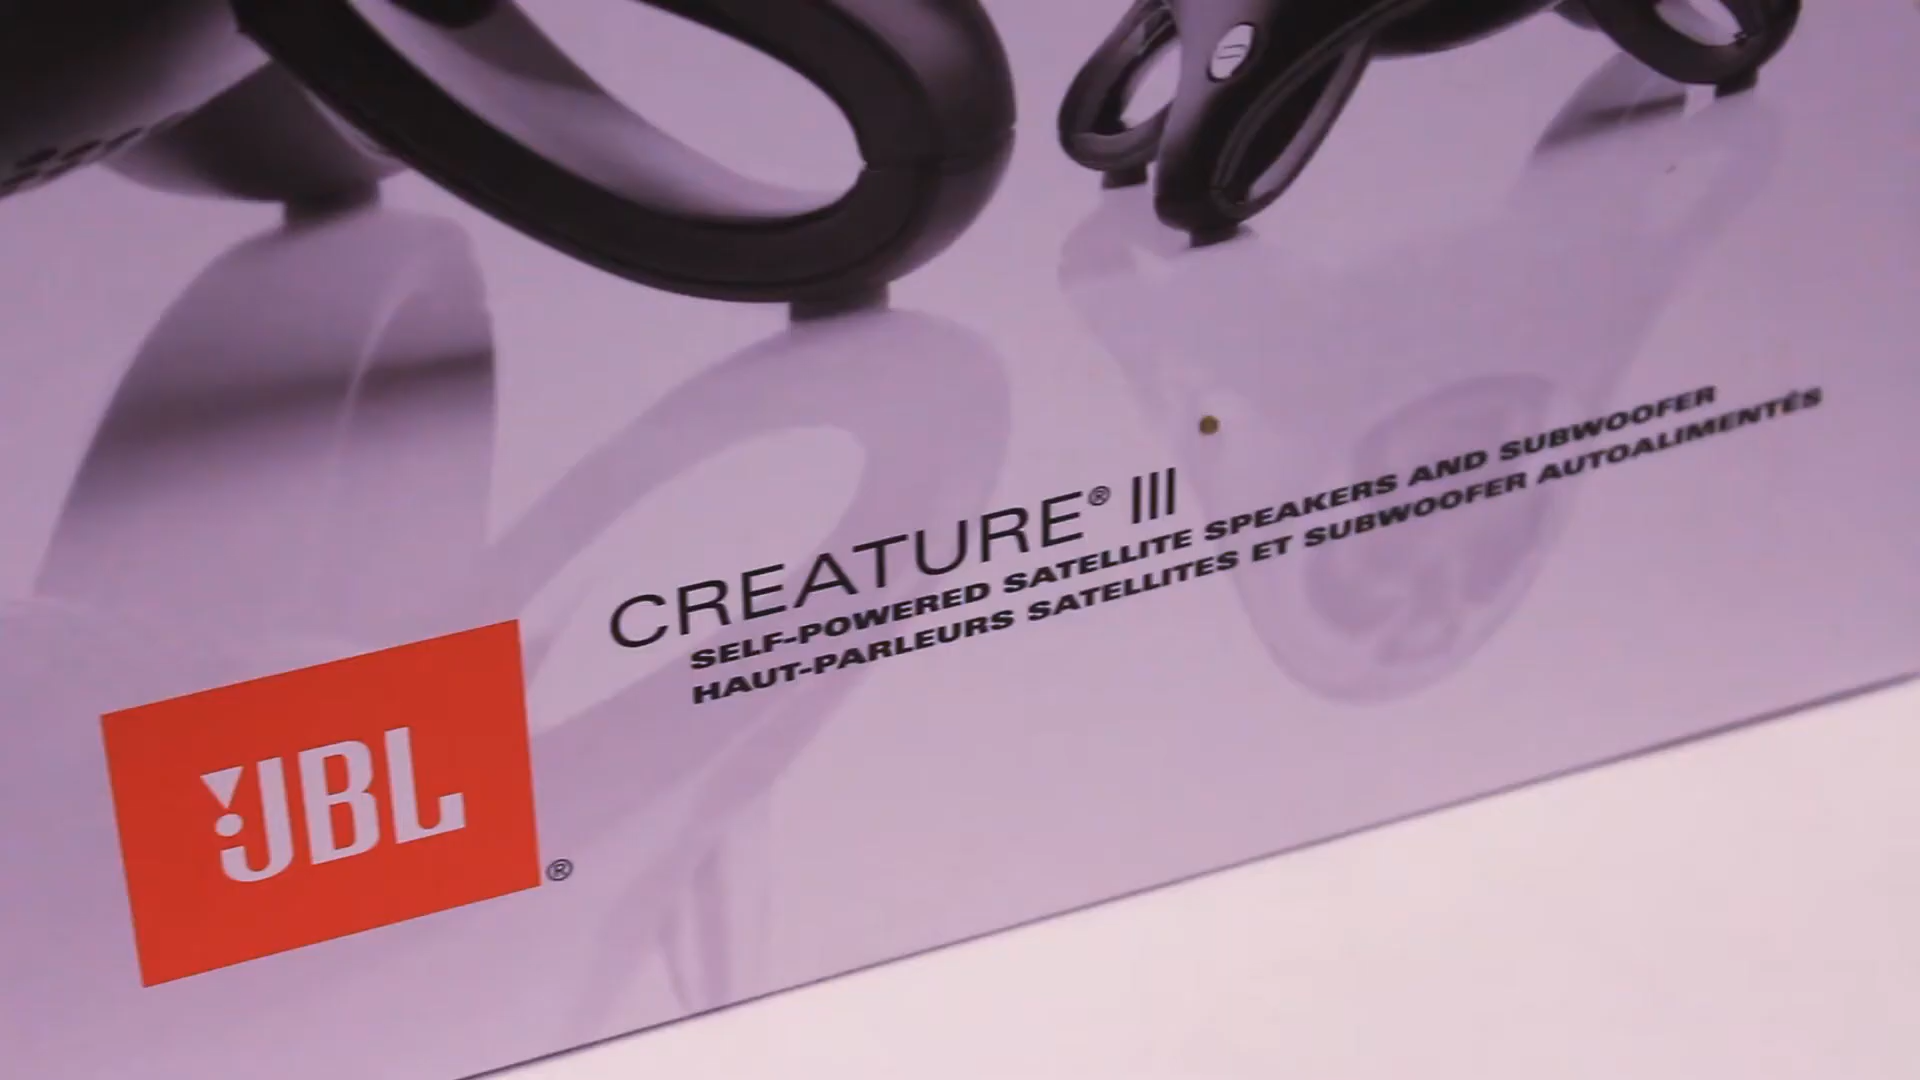 CREATURE® III
SELF-POWERED SATELLITE SPEAKERS AND SUBWOOFER
HAUT-PARLEURS SATELLITES ET SUBWOOFER AUTOALIMENTÉS
JBL®